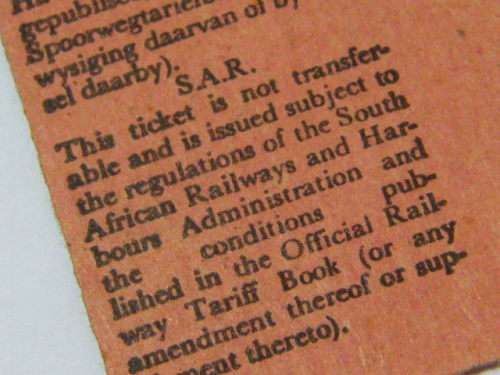 gepubliseer
Spoorwegtariefb
wysiging daarvan of by
sel daarby).
S.A.R.
This ticket is not transfer-
able and is issued subject to
the regulations of the South
African Railways and Har-
bours Administration and
the conditions pub-
lished in the Official Rail-
way Tariff Book (or any
amendment thereof or sup-
plement thereto).